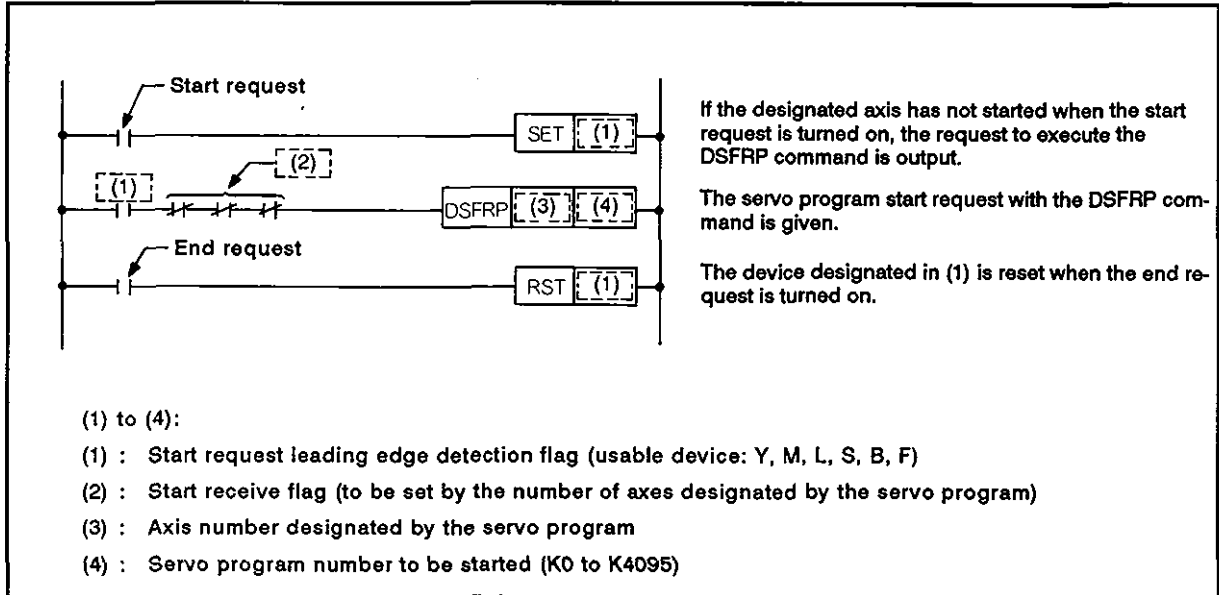 Start request
SET (1)
If the designated axis has not started when the start
request is turned on, the request to execute the
DSFRP command is output.
(2)
(1)
DSFRP (3) (4)
The servo program start request with the DSFRP com-
mand is given.
End request
RST (1)
The device designated in (1) is reset when the end re-
quest is turned on.
(1) to (4):
(1) : Start request leading edge detection flag (usable device: Y, M, L, S, B, F)
(2) : Start receive flag (to be set by the number of axes designated by the servo program)
(3) : Axis number designated by the servo program
(4) : Servo program number to be started (K0 to K4095)